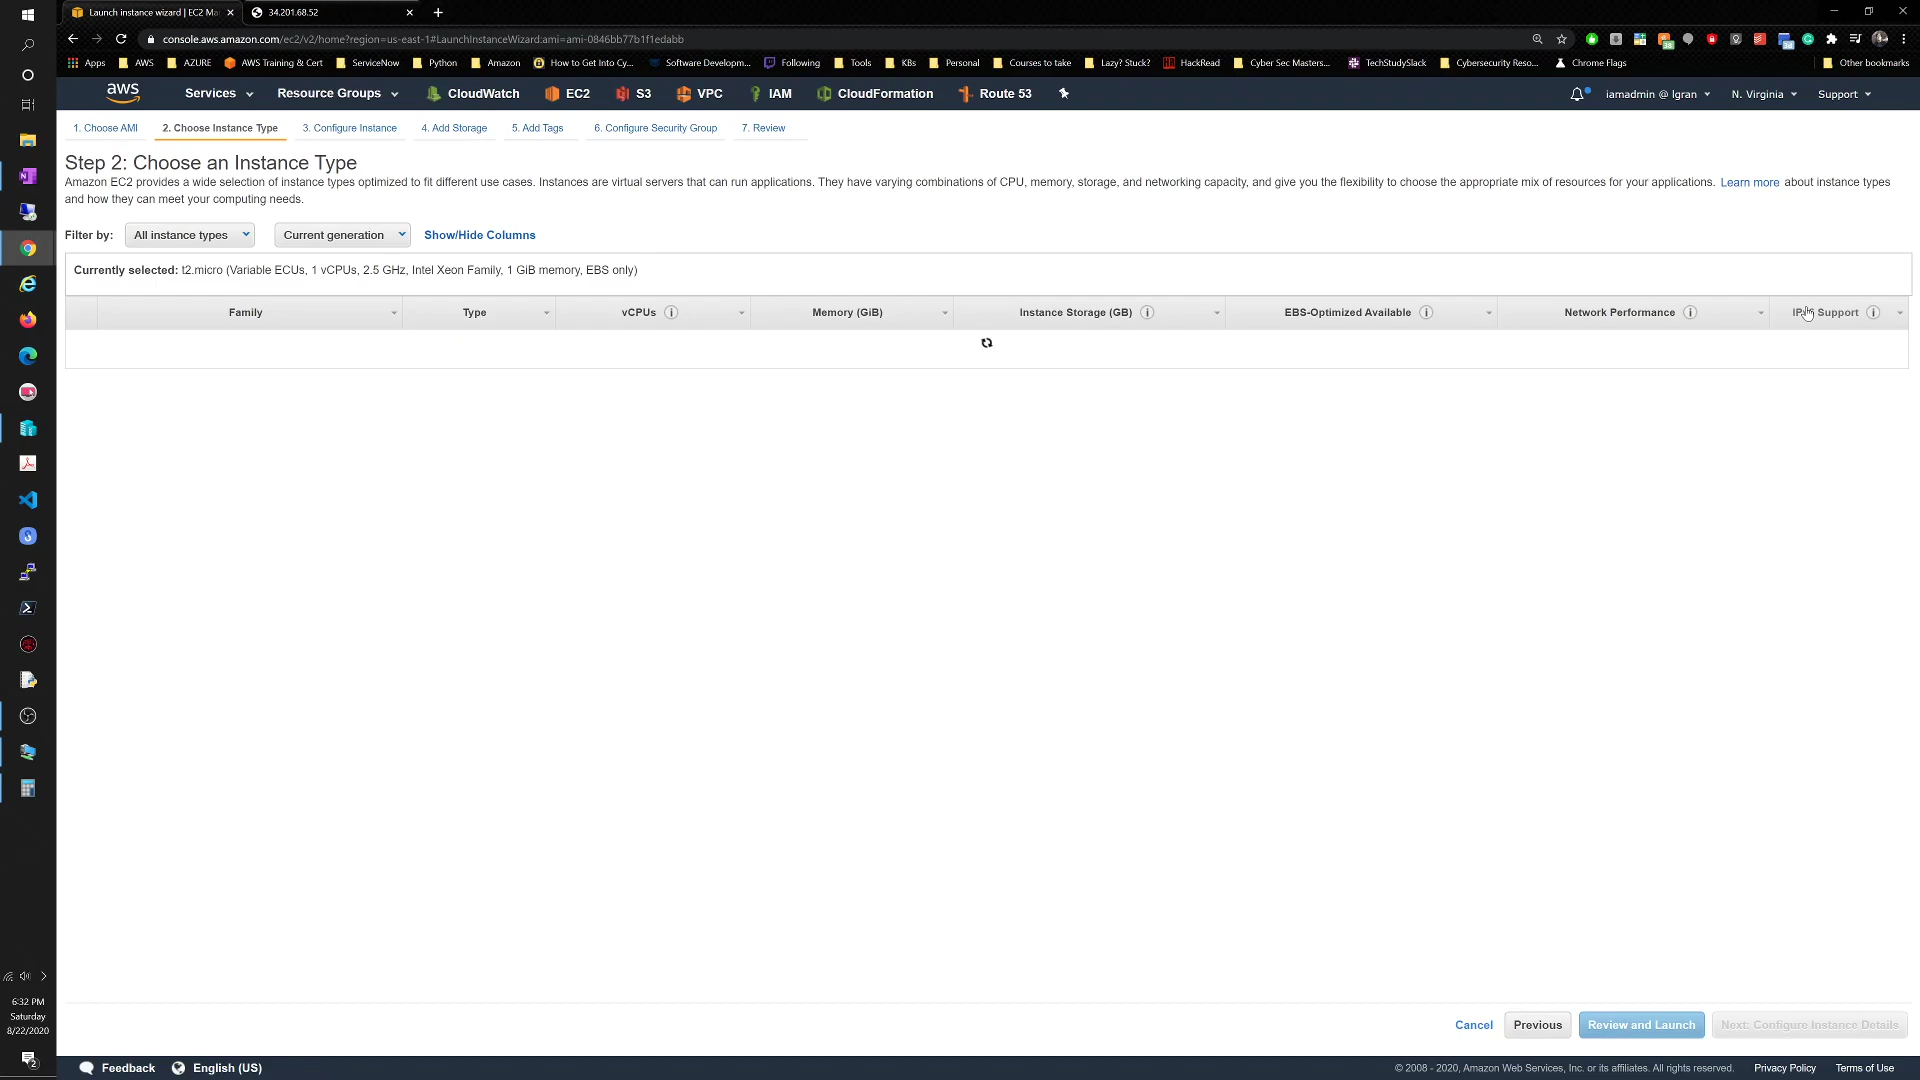 Launch instance wizard | EC2 Ma
34.201.68.52
console.aws.amazon.com/ec2/v2/home?region=us-east-1#LaunchInstanceWizard:ami=ami-0846bb77b1f1edabb
Apps AWS AZURE AWS Training & Cert ServiceNow Python Amazon How to Get Into Cy... Software Developm... Following Tools KBs Personal Courses to take Lazy? Stuck? HackRead Cyber Sec Masters... TechStudySlack Cybersecurity Reso... Chrome Flags Other bookmarks
aws Services Resource Groups CloudWatch EC2 S3 VPC IAM CloudFormation Route 53 iamadmin @ lgran N. Virginia Support
1. Choose AMI 2. Choose Instance Type 3. Configure Instance 4. Add Storage 5. Add Tags 6. Configure Security Group 7. Review
Step 2: Choose an Instance Type
Amazon EC2 provides a wide selection of instance types optimized to fit different use cases. Instances are virtual servers that can run applications. They have varying combinations of CPU, memory, storage, and networking capacity, and give you the flexibility to choose the appropriate mix of resources for your applications. Learn more about instance types
and how they can meet your computing needs.
Filter by: All instance types Current generation Show/Hide Columns
Currently selected: t2.micro (Variable ECUs, 1 vCPUs, 2.5 GHz, Intel Xeon Family, 1 GiB memory, EBS only)
Family Type vCPUs Memory (GiB) Instance Storage (GB) EBS-Optimized Available Network Performance Support
6:32 PM
Saturday
8/22/2020
2
Cancel Previous Review and Launch Next: Configure Instance Details
Feedback English (US) © 2008 - 2020, Amazon Web Services, Inc. or its affiliates. All rights reserved. Privacy Policy Terms of Use